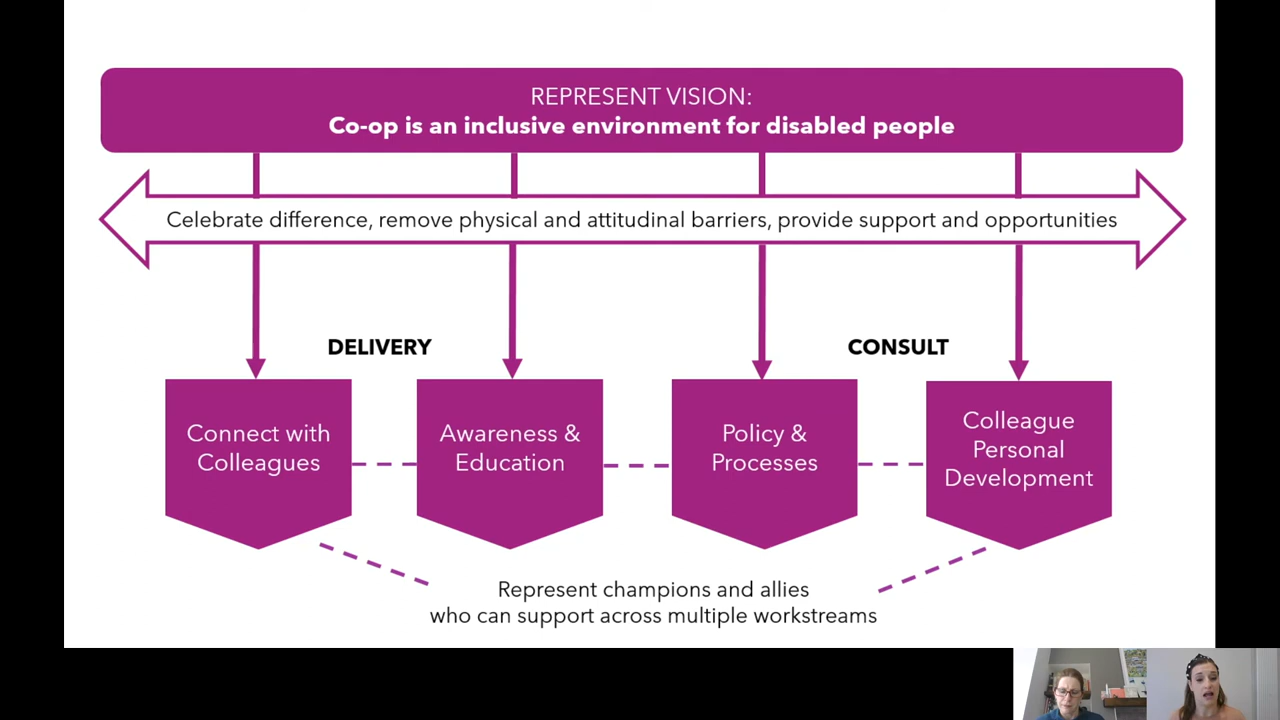 REPRESENT VISION:
Co-op is an inclusive environment for disabled people
Celebrate difference, remove physical and attitudinal barriers, provide support and opportunities
DELIVERY
CONSULT
Connect with
Colleagues
Awareness &
Education
Policy &
Processes
Colleague
Personal
Development
Represent champions and allies
who can support across multiple workstreams